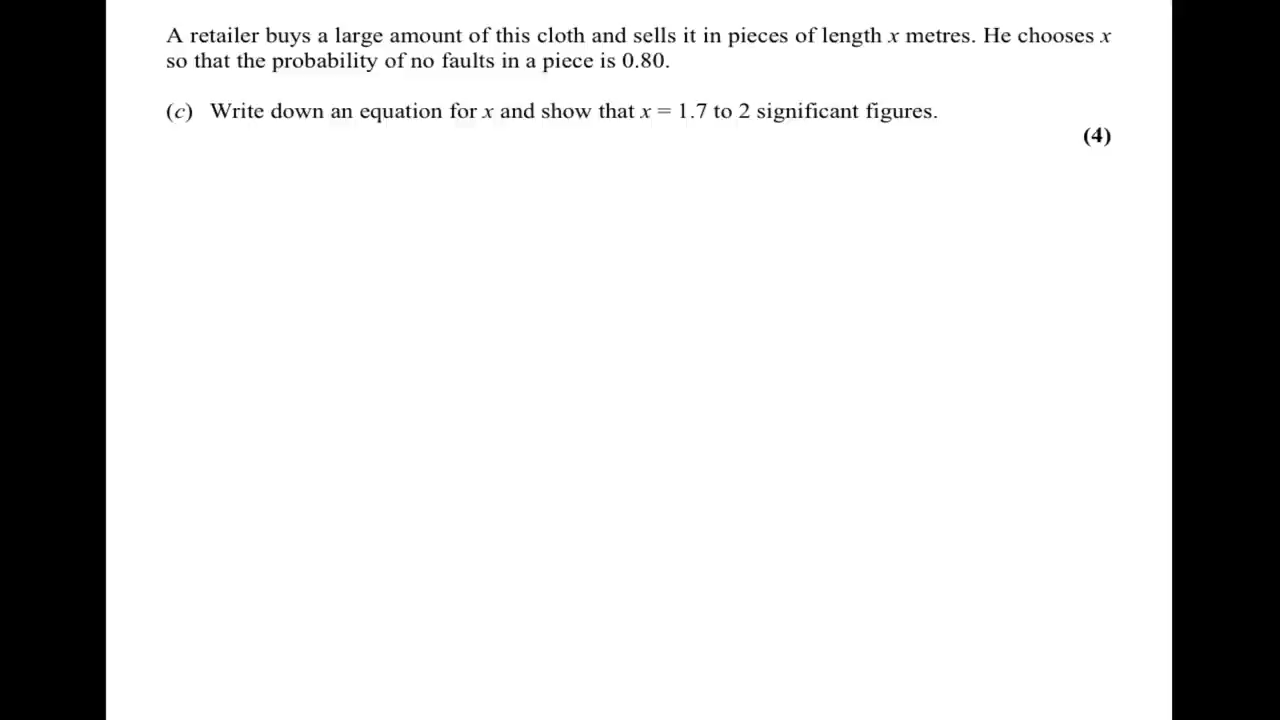 A retailer buys a large amount of this cloth and sells it in pieces of length x metres. He chooses x
so that the probability of no faults in a piece is 0.80.
(c) Write down an equation for x and show that x = 1.7 to 2 significant figures.
(4)